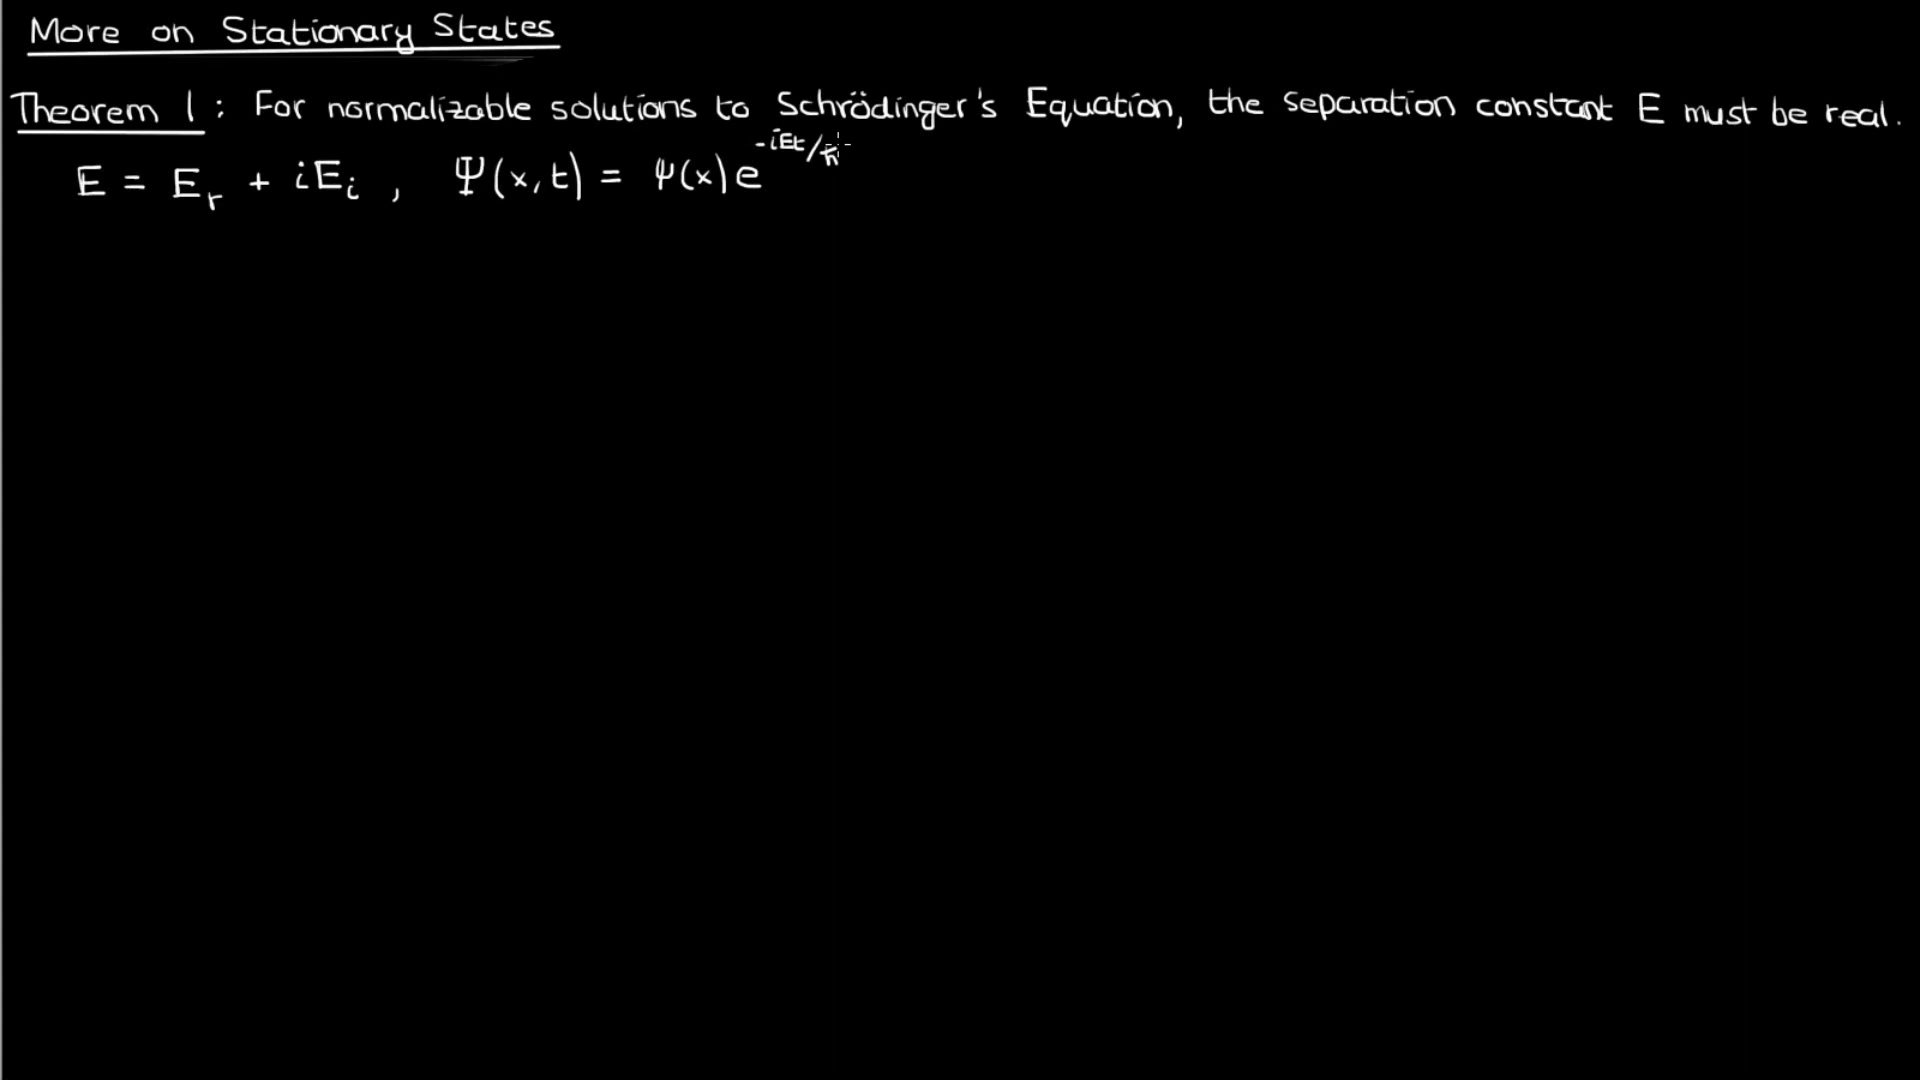 More on Stationary States
Theorem 1 : For normalizable solutions to Schrödinger's Equation, the separation constant E must be real.
E = E_r + iE_i , Ψ(x,t) = ψ(x)e^{-iEt/ħ}